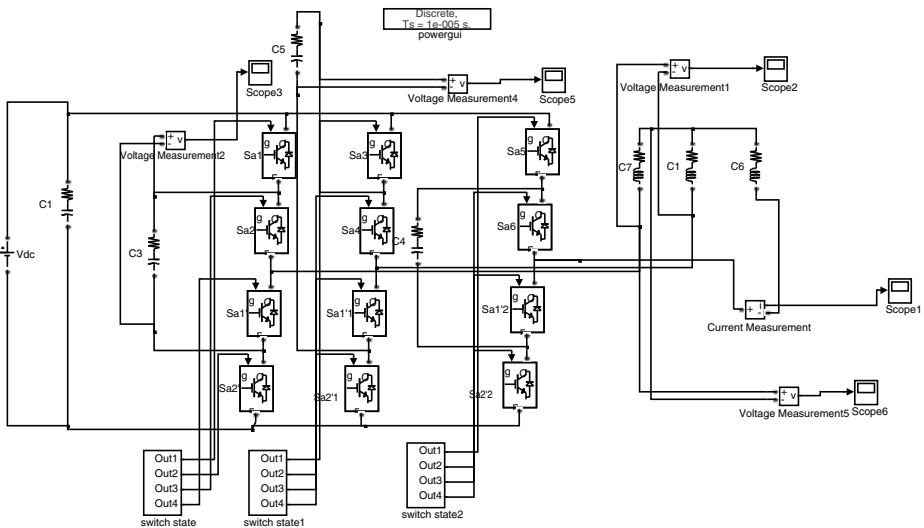 Discrete,
Ts = 1e-005 s.
powergui
C5
Scope3
Voltage Measurement4
Scope5
Voltage Measurement1
Scope2
Voltage Measurement2
g
Sa1
g
Sa3
g
Sa5
C7
C1
C6
C1
g
Sa2
g
Sa4
C4
g
Sa6
Vdc
C3
g
Sa1'
g
Sa1'1
g
Sa1'2
Current Measurement
Scope1
g
Sa2'
g
Sa2'1
g
Sa2'2
Voltage Measurement5
Scope6
Out1
Out2
Out3
Out4
switch state
Out1
Out2
Out3
Out4
switch state1
Out1
Out2
Out3
Out4
switch state2
+
-
v
+
-
v
+
-
v
+
-
i
+
-
v